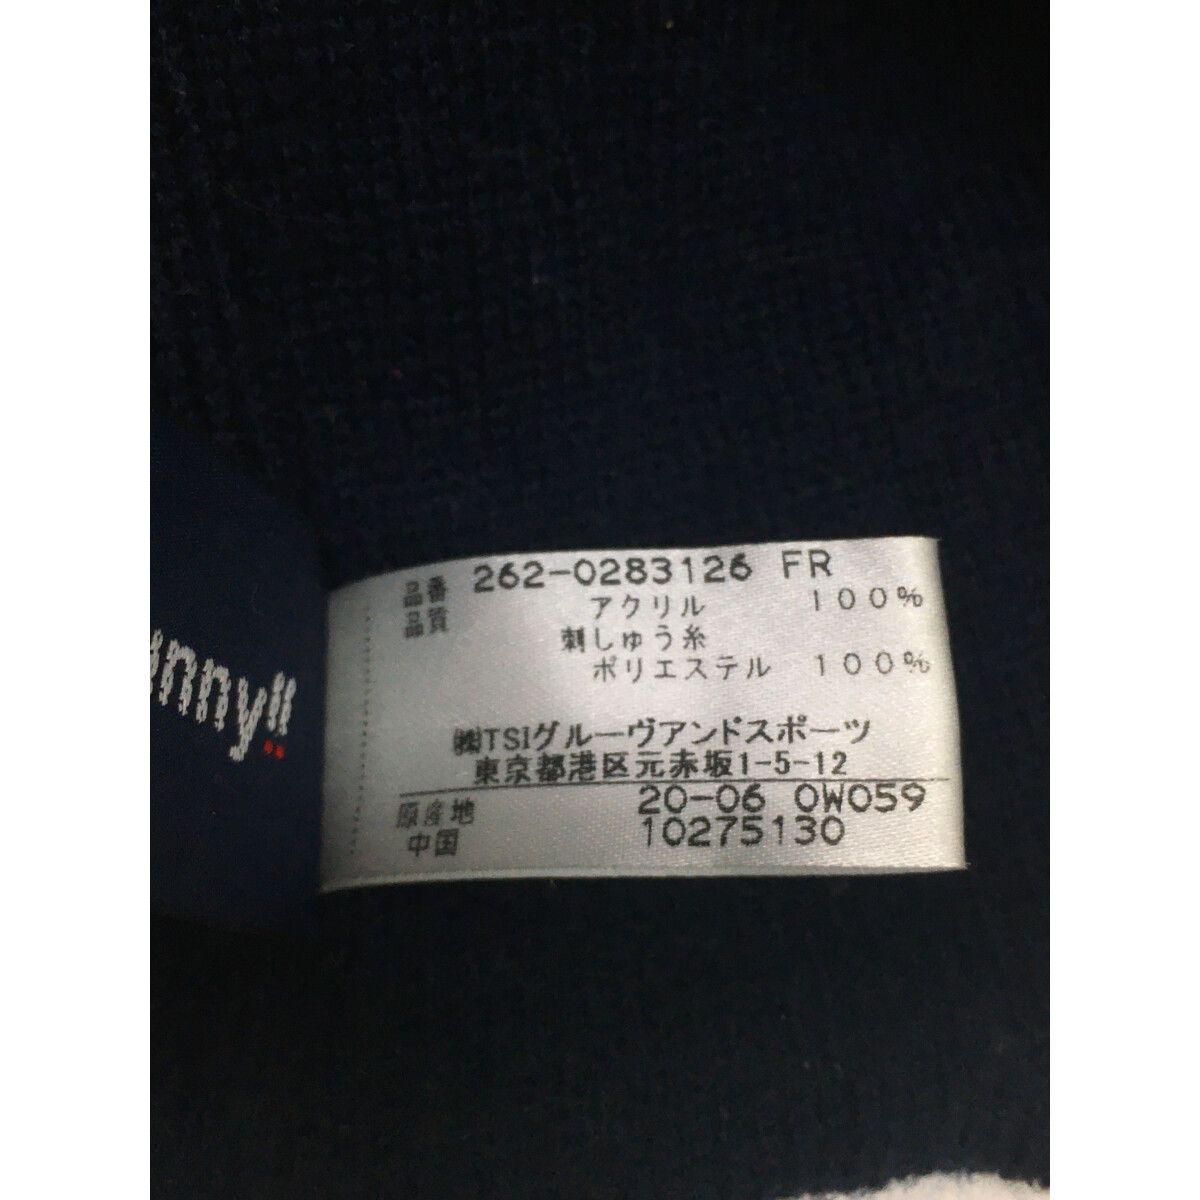 品番 262-0283126 FR
品質 アクリル 100%
刺しゅう糸
ポリエステル 100%
㈱TSIグルーヴアンドスポーツ
東京都港区元赤坂1-5-12
原産地 20-06 0W059
中国 10275130
unny!!